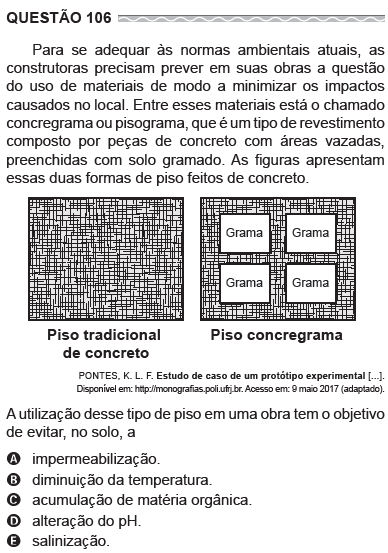 QUESTÃO 106
Para se adequar às normas ambientais atuais, as
construtoras precisam prever em suas obras a questão
do uso de materiais de modo a minimizar os impactos
causados no local. Entre esses materiais está o chamado
concregrama ou pisograma, que é um tipo de revestimento
composto por peças de concreto com áreas vazadas,
preenchidas com solo gramado. As figuras apresentam
essas duas formas de piso feitos de concreto.
Grama Grama
Grama Grama
Piso tradicional
de concreto
Piso concregrama
PONTES, K. L. F. Estudo de caso de um protótipo experimental [...].
Disponível em: http://monografias.poli.ufrj.br. Acesso em: 9 maio 2017 (adaptado).
A utilização desse tipo de piso em uma obra tem o objetivo
de evitar, no solo, a
A impermeabilização.
B diminuição da temperatura.
C acumulação de matéria orgânica.
D alteração do pH.
E salinização.